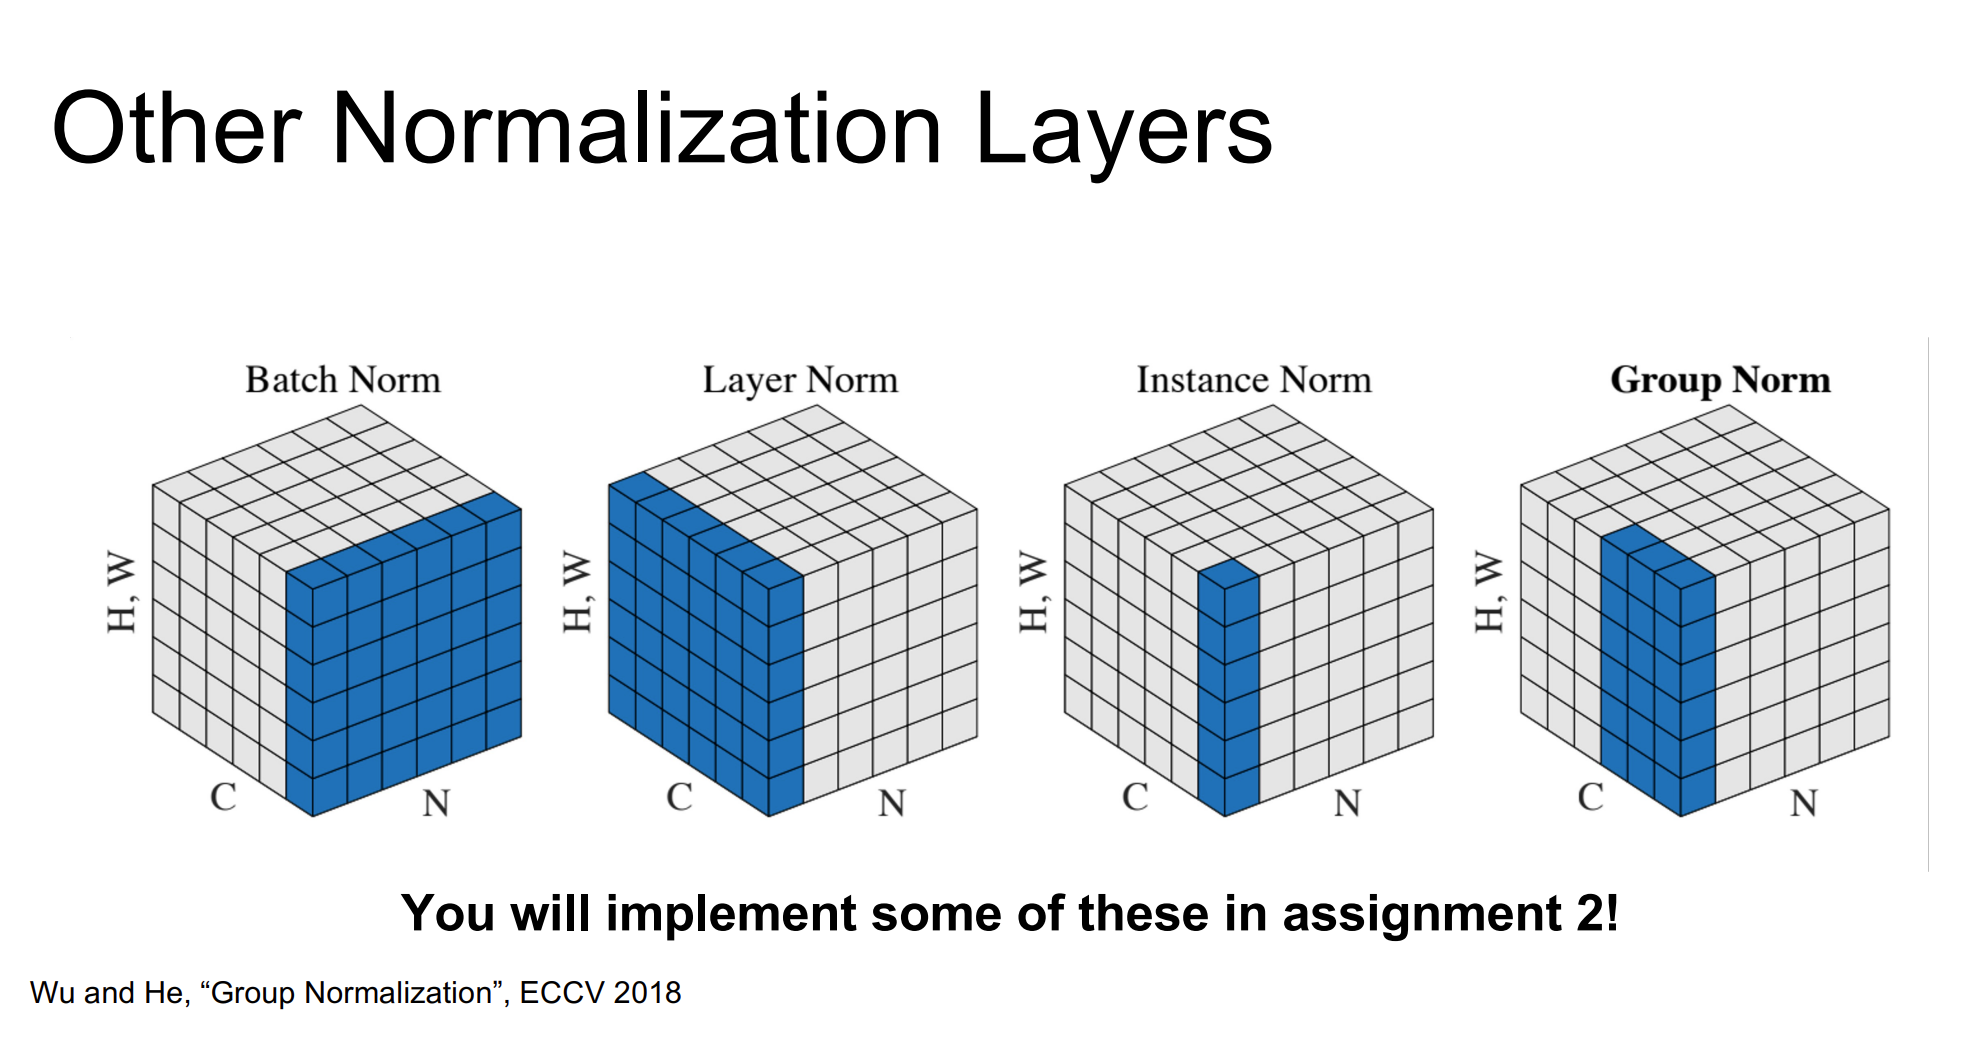 Other Normalization Layers
Batch Norm
Layer Norm
Instance Norm
Group Norm
H, W
C
N
H, W
C
N
H, W
C
N
H, W
C
N
You will implement some of these in assignment 2!
Wu and He, “Group Normalization”, ECCV 2018